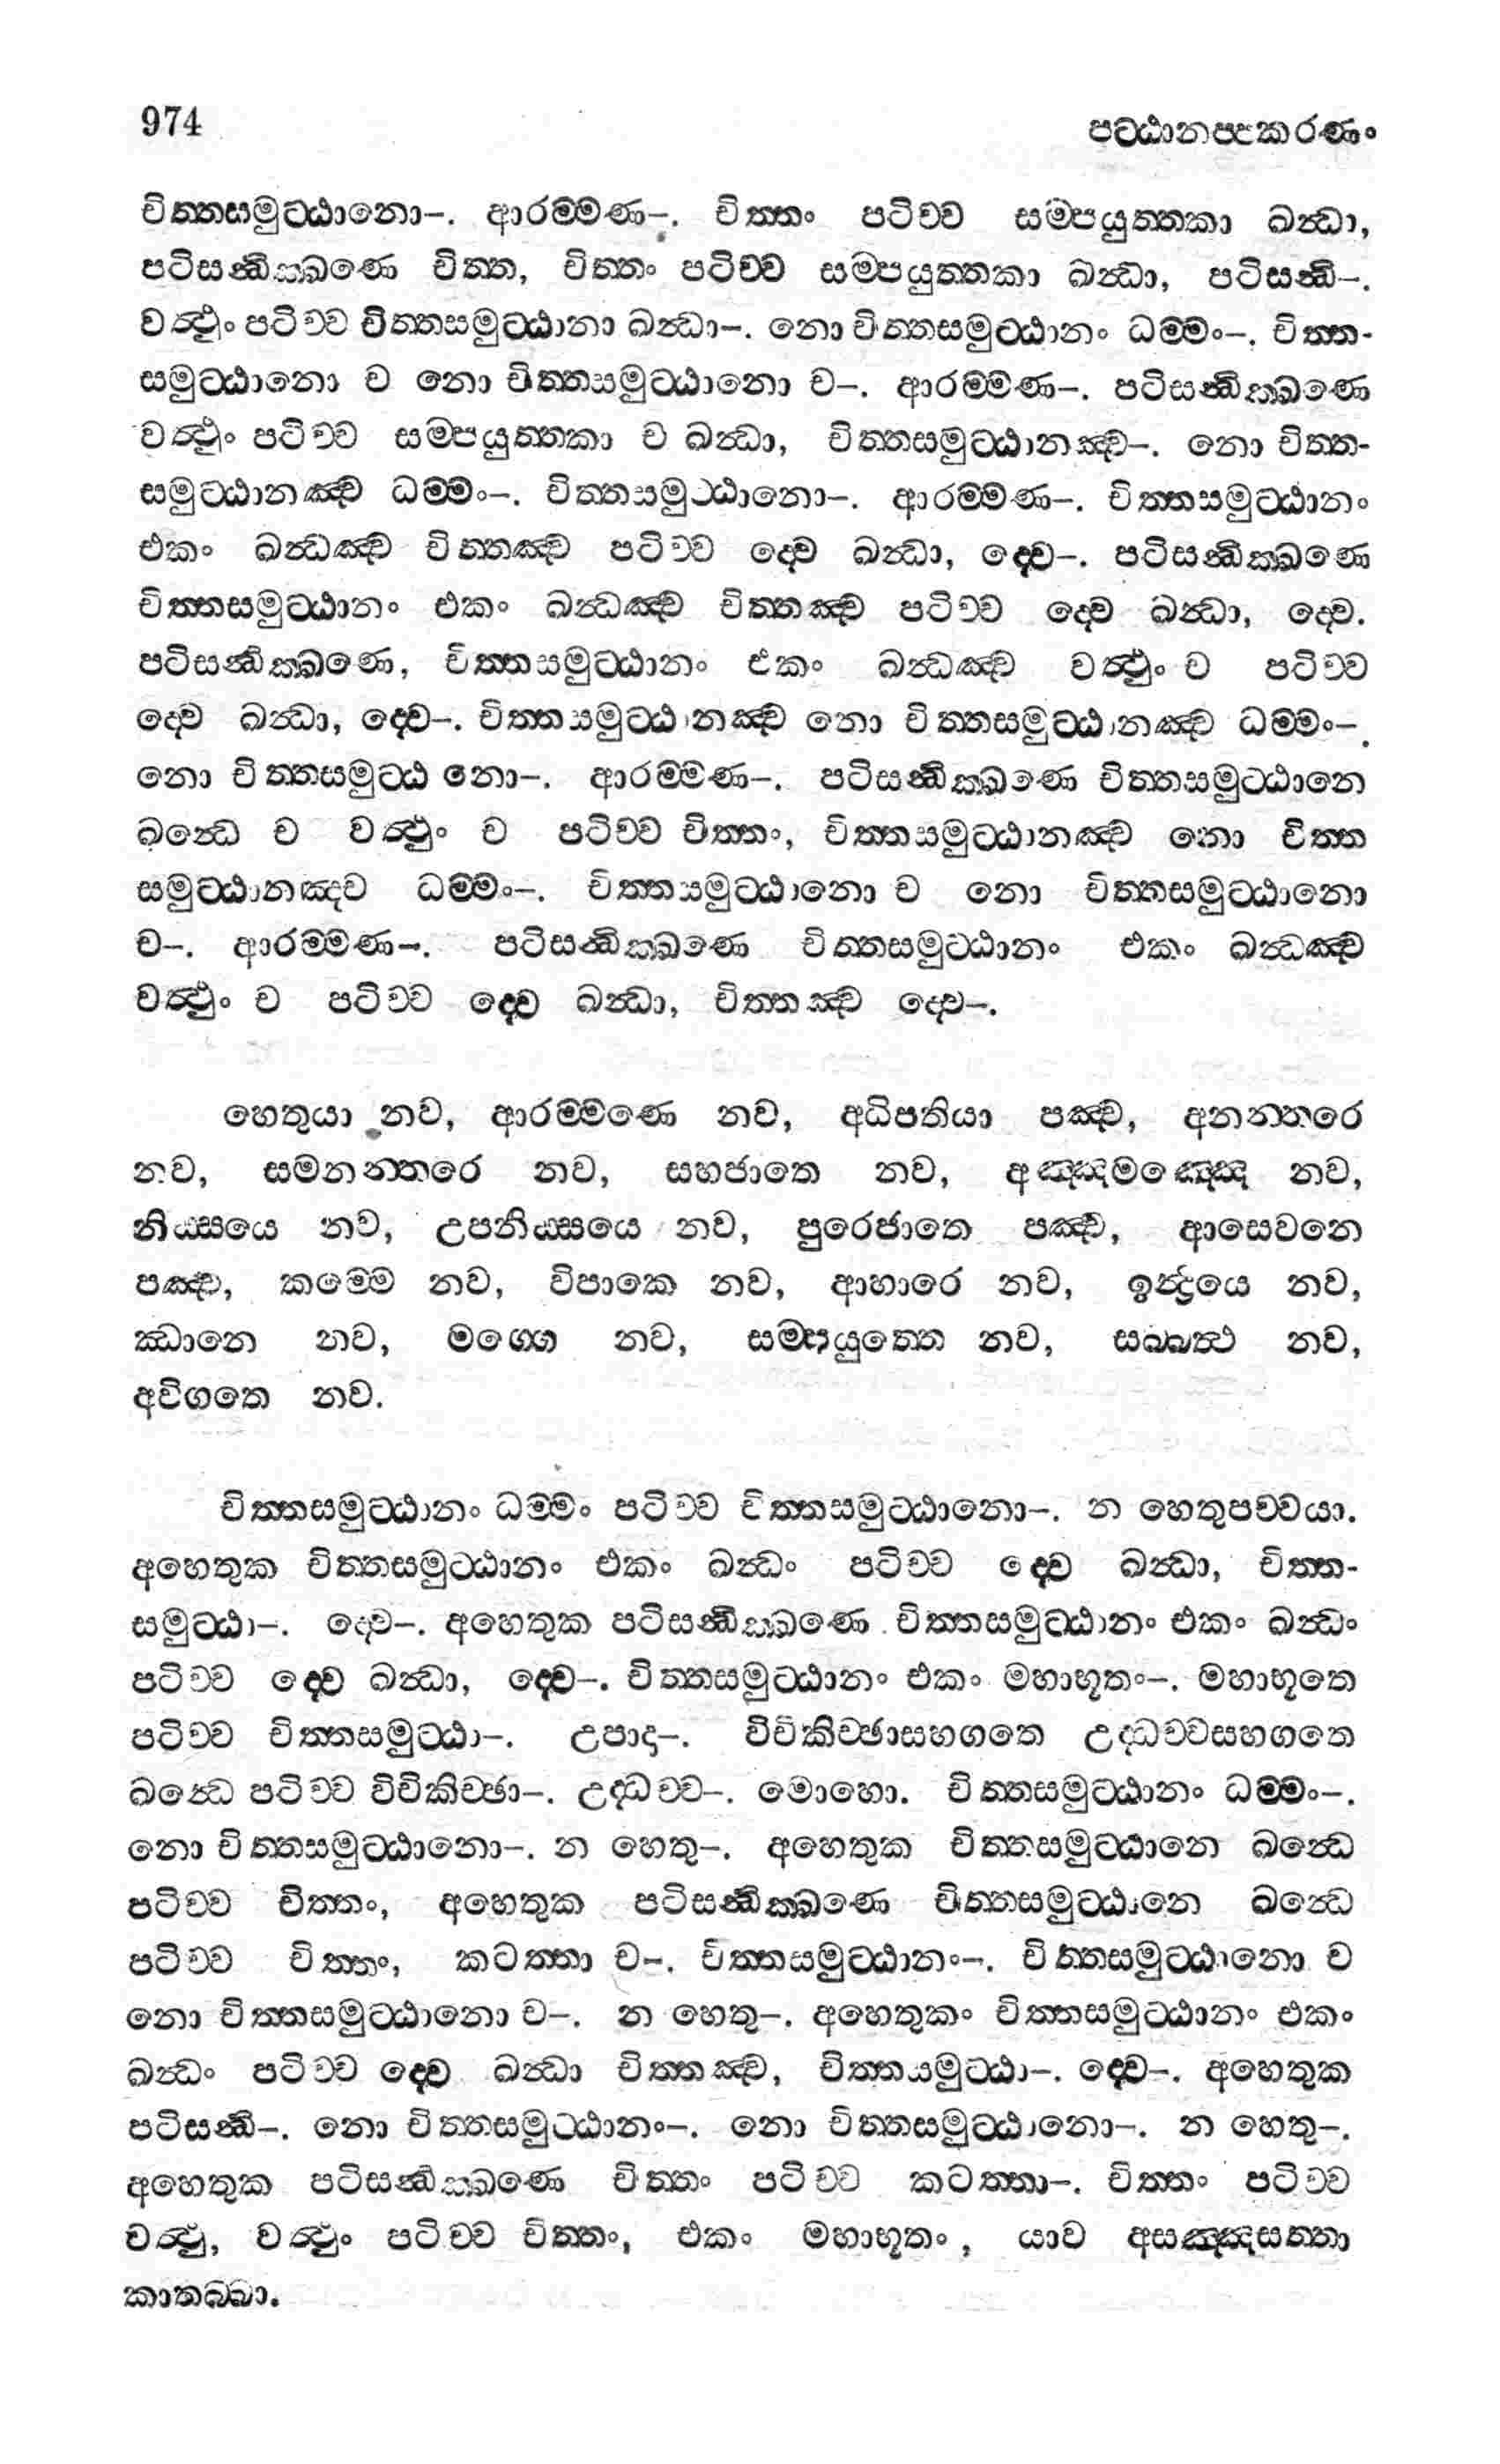 974
පට්ඨානප්පකරණං
චිත්තසමුට්ඨානො-. ආරම්මණ-. චිත්තං පටිච්ච සම්පයුත්තකා ඛන්ධා,
පටිසන්ධික්ඛණෙ චිත්ත, චිත්තං පටිච්ච සම්පයුත්තකා ඛන්ධා, පටිසන්ධි-.
වත්ථුං පටිච්ච චිත්තසමුට්ඨානා ඛන්ධා-. නො චිත්තසමුට්ඨානං ධම්මං-. චිත්ත-
සමුට්ඨානො ච නො චිත්තසමුට්ඨානො ච-. ආරම්මණ-. පටිසන්ධික්ඛණෙ
වත්ථුං පටිච්ච සම්පයුත්තකා ච ඛන්ධා, චිත්තසමුට්ඨානඤ්ච-. නො චිත්ත-
සමුට්ඨානඤ්ච ධම්මං-. චිත්තසමුට්ඨානො-. ආරම්මණ-. චිත්තසමුට්ඨානං
එකං ඛන්ධඤ්ච චිත්තඤ්ච පටිච්ච ද්වෙ ඛන්ධා, ද්වෙ-. පටිසන්ධික්ඛණෙ
චිත්තසමුට්ඨානං එකං ඛන්ධඤ්ච චිත්තඤ්ච පටිච්ච ද්වෙ ඛන්ධා, ද්වෙ.
පටිසන්ධික්ඛණෙ, චිත්තසමුට්ඨානං එකං ඛන්ධඤ්ච වත්ථුං ච පටිච්ච
ද්වෙ ඛන්ධා, ද්වෙ-. චිත්තසමුට්ඨානඤ්ච නො චිත්තසමුට්ඨානඤ්ච ධම්මං-.
නො චිත්තසමුට්ඨ නො-. ආරම්මණ-. පටිසන්ධික්ඛණෙ චිත්තසමුට්ඨානෙ
ඛන්ධෙ ච වත්ථුං ච පටිච්ච චිත්තං, චිත්තසමුට්ඨානඤ්ච නො චිත්ත
සමුට්ඨානඤ්ච ධම්මං-. චිත්තසමුට්ඨානො ච නො චිත්තසමුට්ඨානො
ච-. ආරම්මණ-. පටිසන්ධික්ඛණෙ චිත්තසමුට්ඨානං එකං ඛන්ධඤ්ච
වත්ථුං ච පටිච්ච ද්වෙ ඛන්ධා, චිත්තඤ්ච ද්වෙ-.
හෙතුයා නව, ආරම්මණෙ නව, අධිපතියා පඤ්ච, අනන්තරෙ
නව, සමනන්තරෙ නව, සහජාතෙ නව, අඤ්ඤමඤ්ඤෙ නව,
නිස්සයෙ නව, උපනිස්සයෙ නව, පුරෙජාතෙ පඤ්ච, ආසෙවනෙ
පඤ්ච, කම්මෙ නව, විපාකෙ නව, ආහාරෙ නව, ඉන්ද්‍රියෙ නව,
ඣානෙ නව, මග්ගෙ නව, සම්පයුත්තෙ නව, සබ්බත්ථ නව,
අවිගතෙ නව.
චිත්තසමුට්ඨානං ධම්මං පටිච්ච චිත්තසමුට්ඨානො-. න හෙතුපච්චයා.
අහෙතුක චිත්තසමුට්ඨානං එකං ඛන්ධං පටිච්ච ද්වෙ ඛන්ධා, චිත්ත-
සමුට්ඨා-. ද්වෙ-. අහෙතුක පටිසන්ධික්ඛණෙ චිත්තසමුට්ඨානං එකං ඛන්ධං
පටිච්ච ද්වෙ ඛන්ධා, ද්වෙ-. චිත්තසමුට්ඨානං එකං මහාභූතං-. මහාභූතෙ
පටිච්ච චිත්තසමුට්ඨා-. උපාදා-. විචිකිච්ඡාසහගතෙ උද්ධච්චසහගතෙ
ඛන්ධෙ පටිච්ච විචිකිච්ඡා-. උද්ධච්ච-. මොහො. චිත්තසමුට්ඨානං ධම්මං-.
නො චිත්තසමුට්ඨානො-. න හෙතු-. අහෙතුක චිත්තසමුට්ඨානෙ ඛන්ධෙ
පටිච්ච චිත්තං, අහෙතුක පටිසන්ධික්ඛණෙ චිත්තසමුට්ඨානෙ ඛන්ධෙ
පටිච්ච චිත්තං, කටත්තා ච-. චිත්තසමුට්ඨානං-. චිත්තසමුට්ඨානො ච
නො චිත්තසමුට්ඨානො ච-. න හෙතු-. අහෙතුකං චිත්තසමුට්ඨානං එකං
ඛන්ධං පටිච්ච ද්වෙ ඛන්ධා චිත්තඤ්ච, චිත්තසමුට්ඨා-. ද්වෙ-. අහෙතුක
පටිසන්ධි-. නො චිත්තසමුට්ඨානං-. නො චිත්තසමුට්ඨානො-. න හෙතු-.
අහෙතුක පටිසන්ධික්ඛණෙ චිත්තං පටිච්ච කටත්තා-. චිත්තං පටිච්ච
වත්ථු, වත්ථුං පටිච්ච චිත්තං, එකං මහාභූතං, යාව අසඤ්ඤසත්තා
කාතබ්බා.